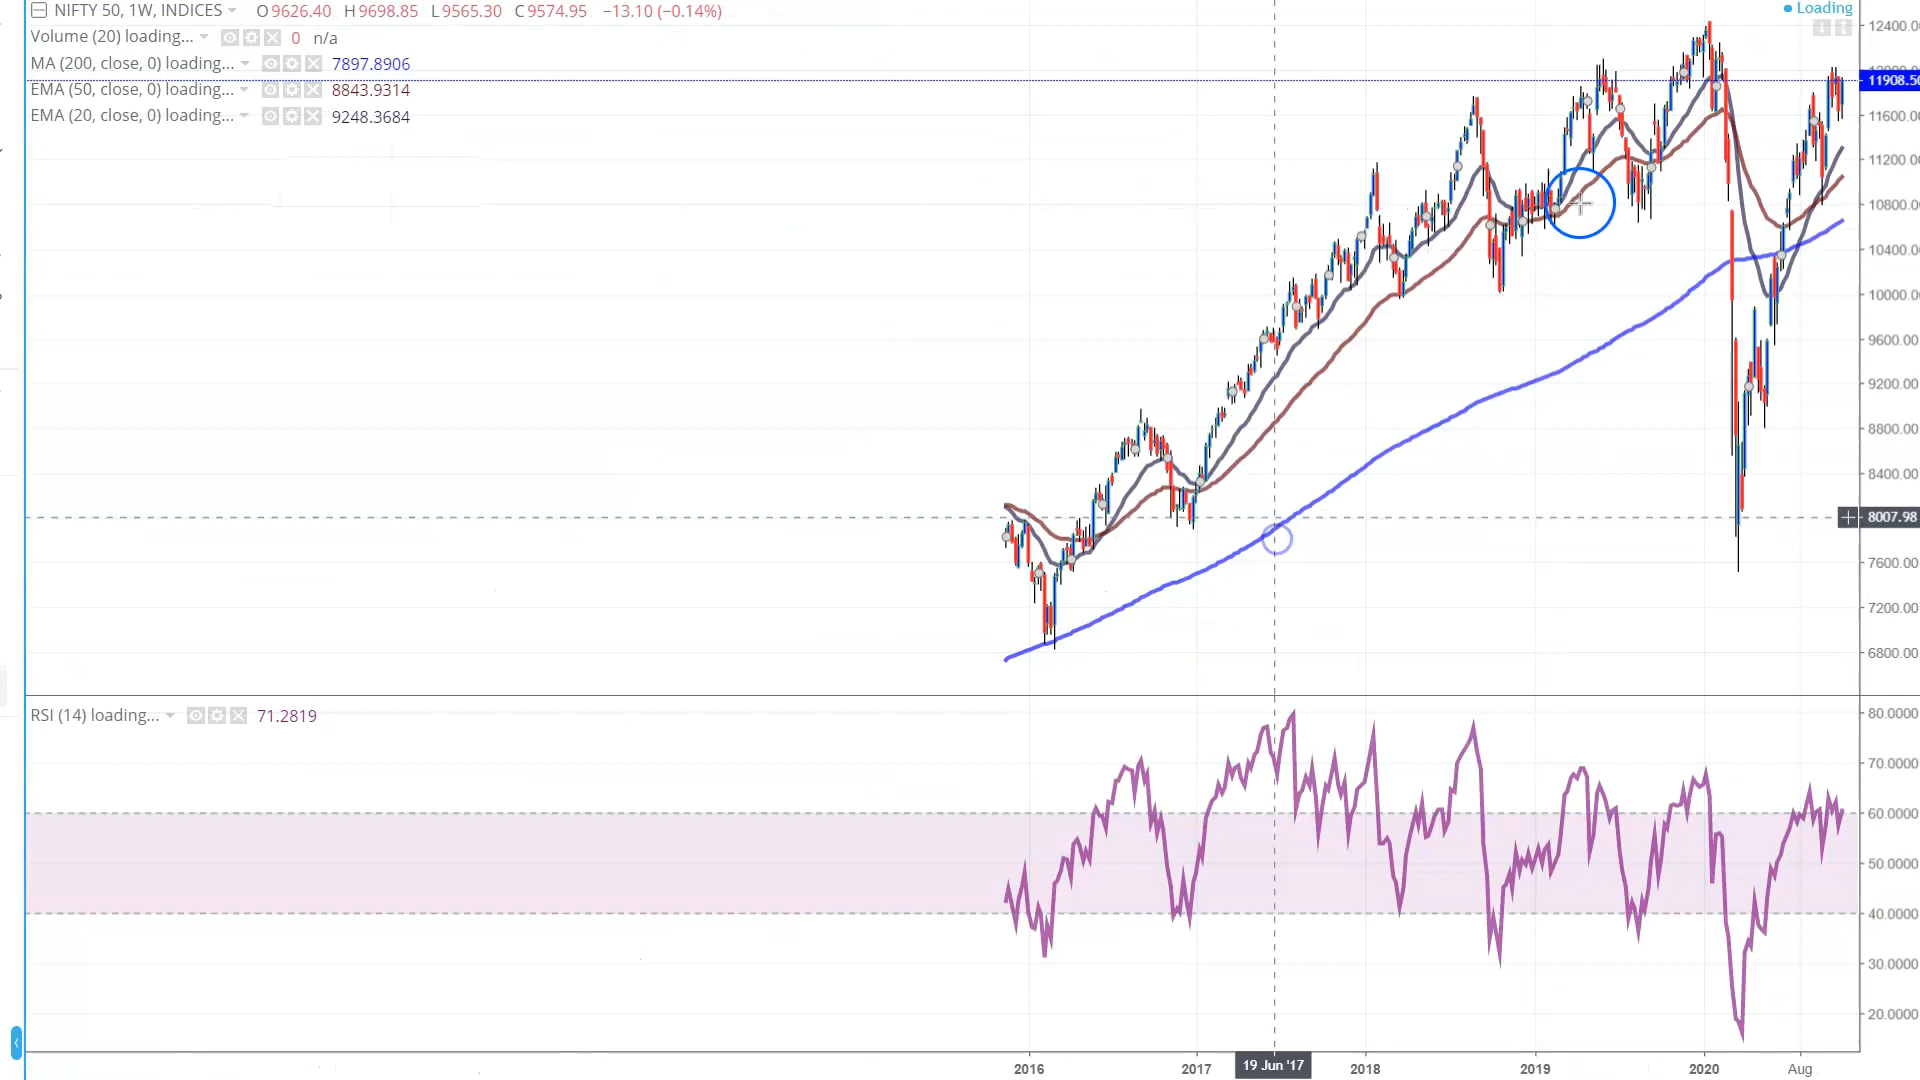 NIFTY 50, 1W, INDICES O9626.40 H9698.85 L9565.30 C9574.95 −13.10 (−0.14%)
Loading
Volume (20) loading... 0 n/a
MA (200, close, 0) loading... 7897.8906
EMA (50, close, 0) loading... 8843.9314
EMA (20, close, 0) loading... 9248.3684
12400.00
11908.50
11600.00
11200.00
10800.00
10400.00
10000.00
9600.00
9200.00
8800.00
8400.00
8007.98
7600.00
7200.00
6800.00
RSI (14) loading... 71.2819
80.0000
70.0000
60.0000
50.0000
40.0000
30.0000
20.0000
2016 2017 19 Jun '17 2018 2019 2020 Aug